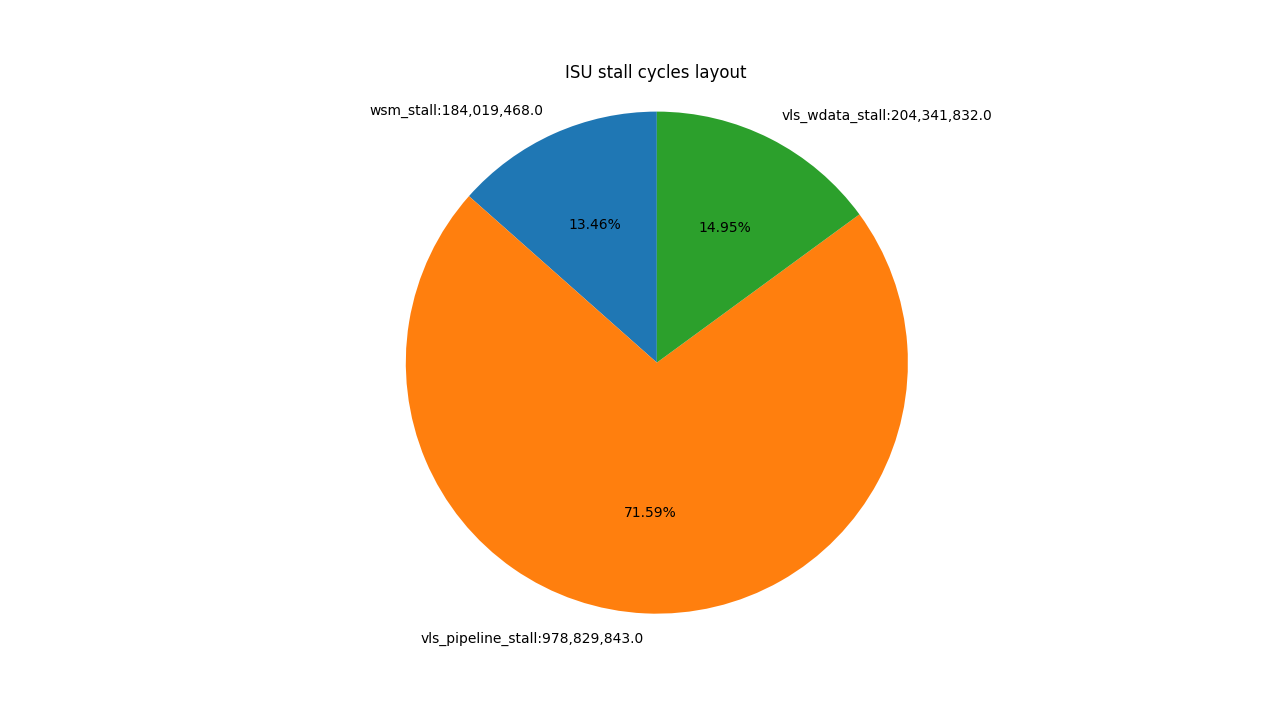 ISU stall cycles layout
wsm_stall:184,019,468.0
vls_wdata_stall:204,341,832.0
13.46%
14.95%
71.59%
vls_pipeline_stall:978,829,843.0